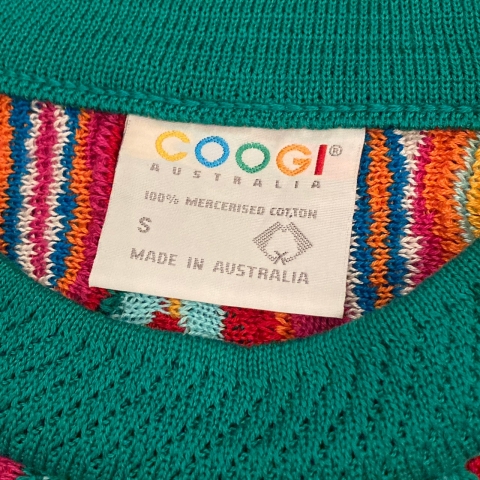 COOGI®
AUSTRALIA
100% MERCERISED COTTON
S
MADE IN AUSTRALIA